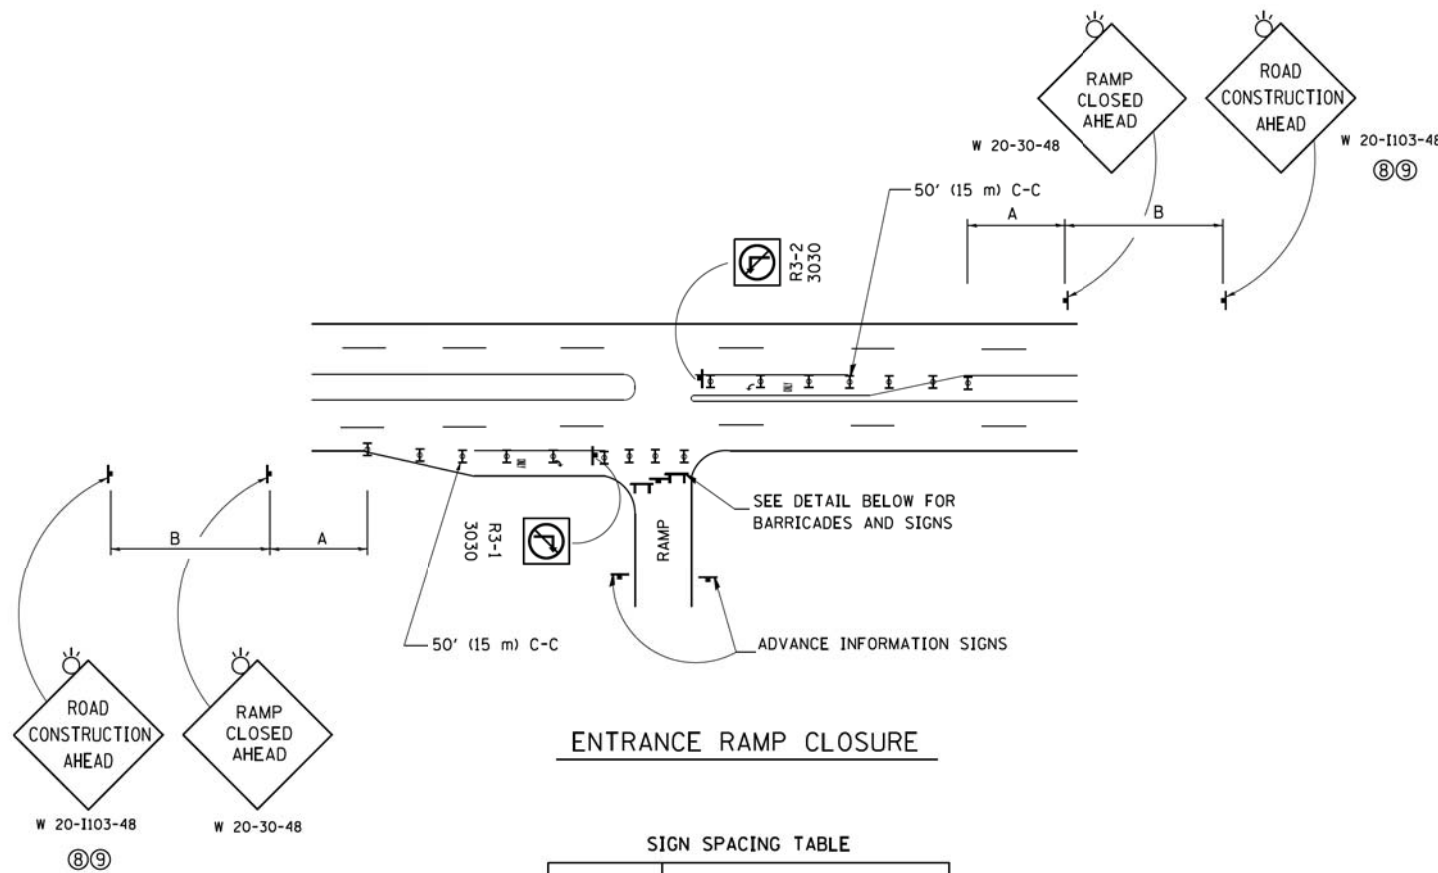 RAMP
CLOSED
AHEAD
ROAD
CONSTRUCTION
AHEAD
W 20-30-48
W 20-I103-48
⑧⑨
50' (15 m) C-C
A
B
R3-2
3030
SEE DETAIL BELOW FOR
BARRICADES AND SIGNS
B
A
R3-1
3030
RAMP
50' (15 m) C-C
ADVANCE INFORMATION SIGNS
ROAD
CONSTRUCTION
AHEAD
RAMP
CLOSED
AHEAD
ENTRANCE RAMP CLOSURE
W 20-I103-48
W 20-30-48
⑧⑨
SIGN SPACING TABLE